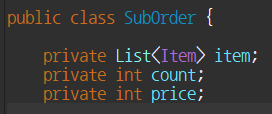 public class SubOrder {
private List<Item> item;
private int count;
private int price;